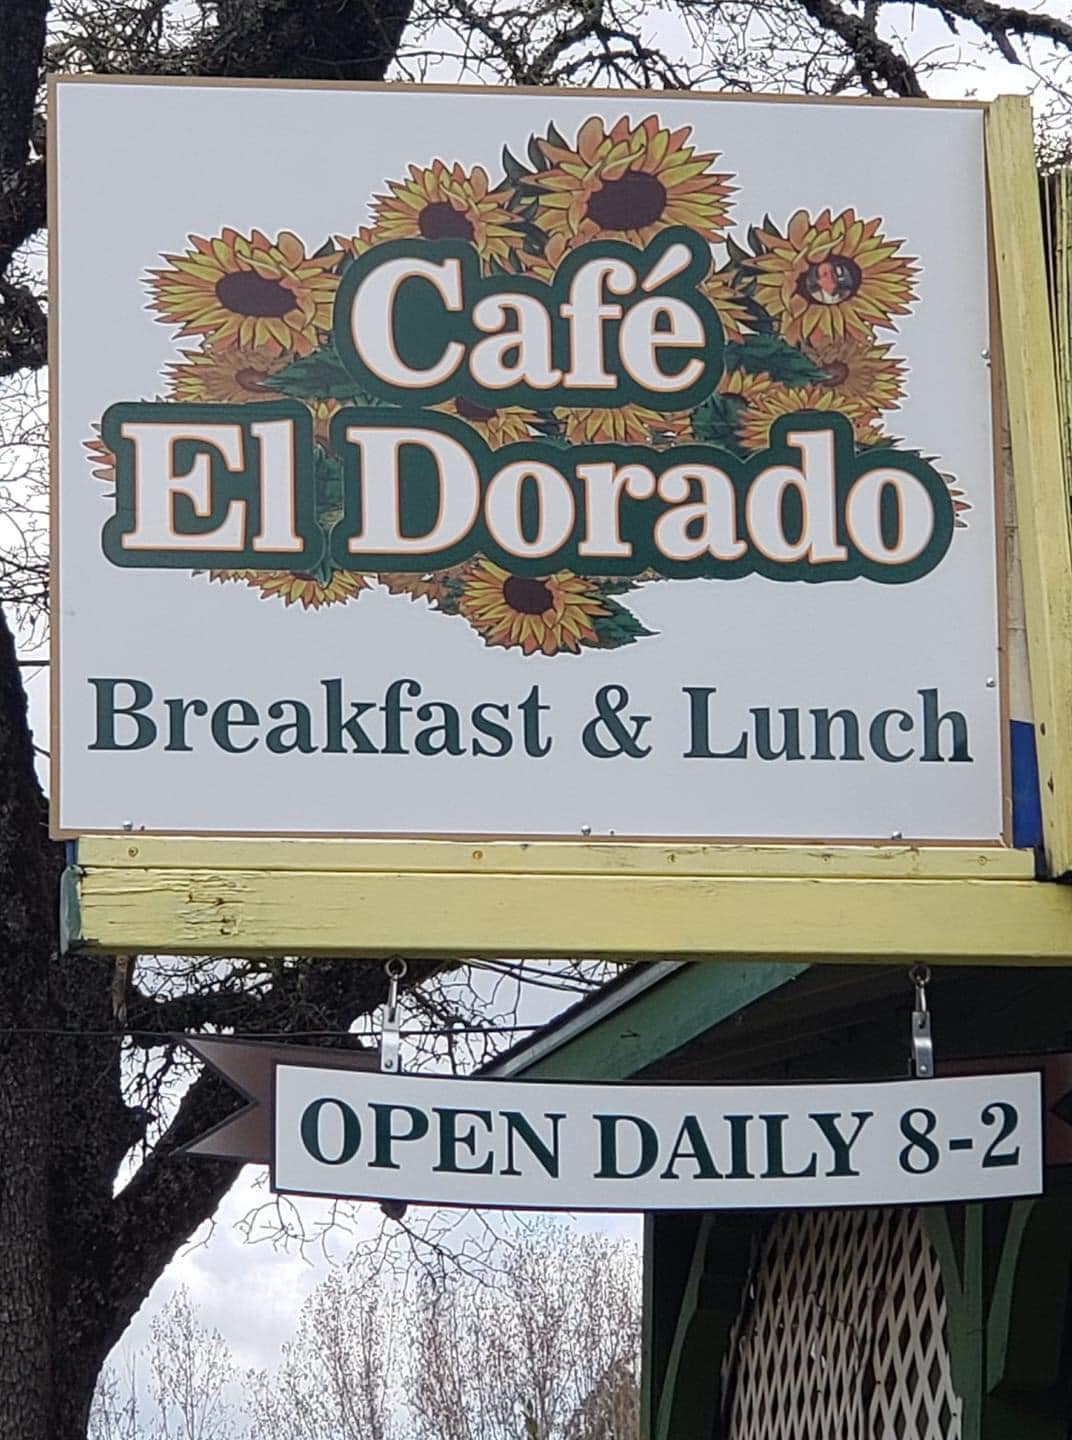 Café
El Dorado
Breakfast & Lunch
OPEN DAILY 8-2